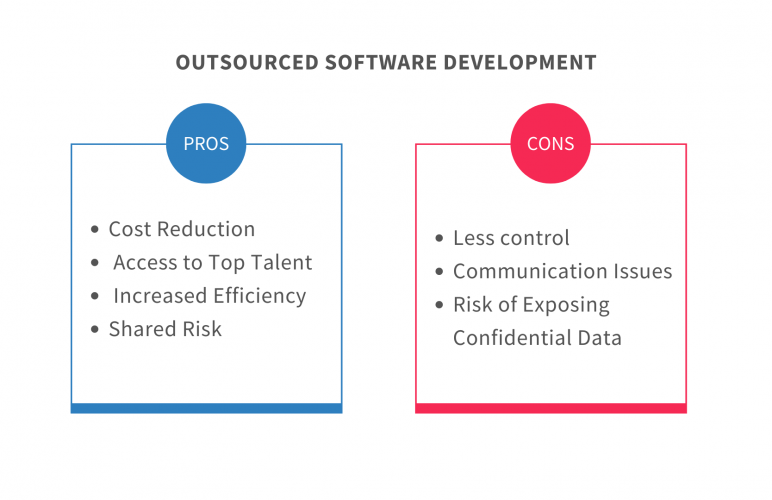 OUTSOURCED SOFTWARE DEVELOPMENT
PROS
• Cost Reduction
• Access to Top Talent
• Increased Efficiency
• Shared Risk
CONS
• Less control
• Communication Issues
• Risk of Exposing
Confidential Data